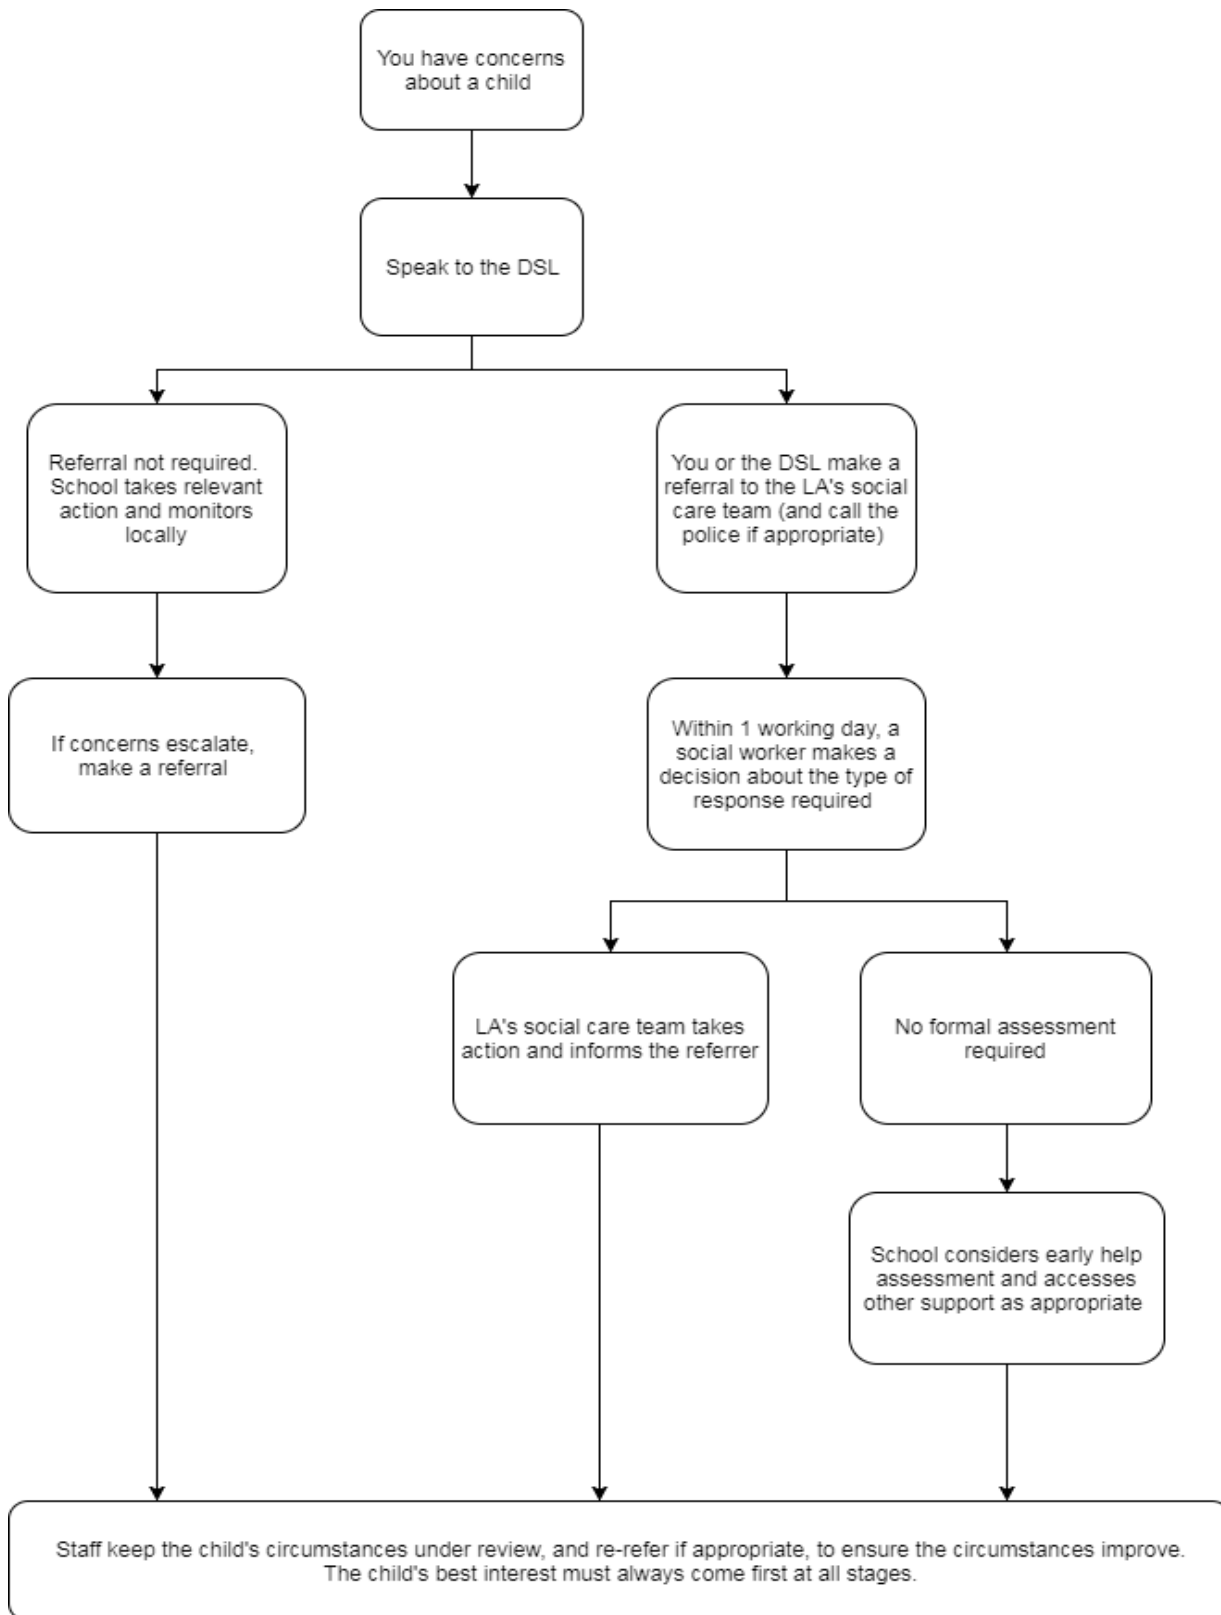 You have concerns
about a child
Speak to the DSL
Referral not required.
School takes relevant
action and monitors
locally
You or the DSL make a
referral to the LA's social
care team (and call the
police if appropriate)
If concerns escalate,
make a referral
Within 1 working day, a
social worker makes a
decision about the type of
response required
LA's social care team takes
action and informs the referrer
No formal assessment
required
School considers early help
assessment and accesses
other support as appropriate
Staff keep the child's circumstances under review, and re-refer if appropriate, to ensure the circumstances improve.
The child's best interest must always come first at all stages.